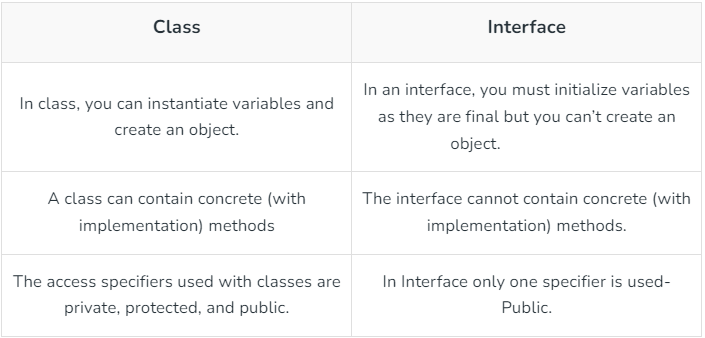 Class
Interface
In class, you can instantiate variables and
create an object.
In an interface, you must initialize variables
as they are final but you can’t create an
object.
A class can contain concrete (with
implementation) methods
The interface cannot contain concrete (with
implementation) methods.
The access specifiers used with classes are
private, protected, and public.
In Interface only one specifier is used-
Public.